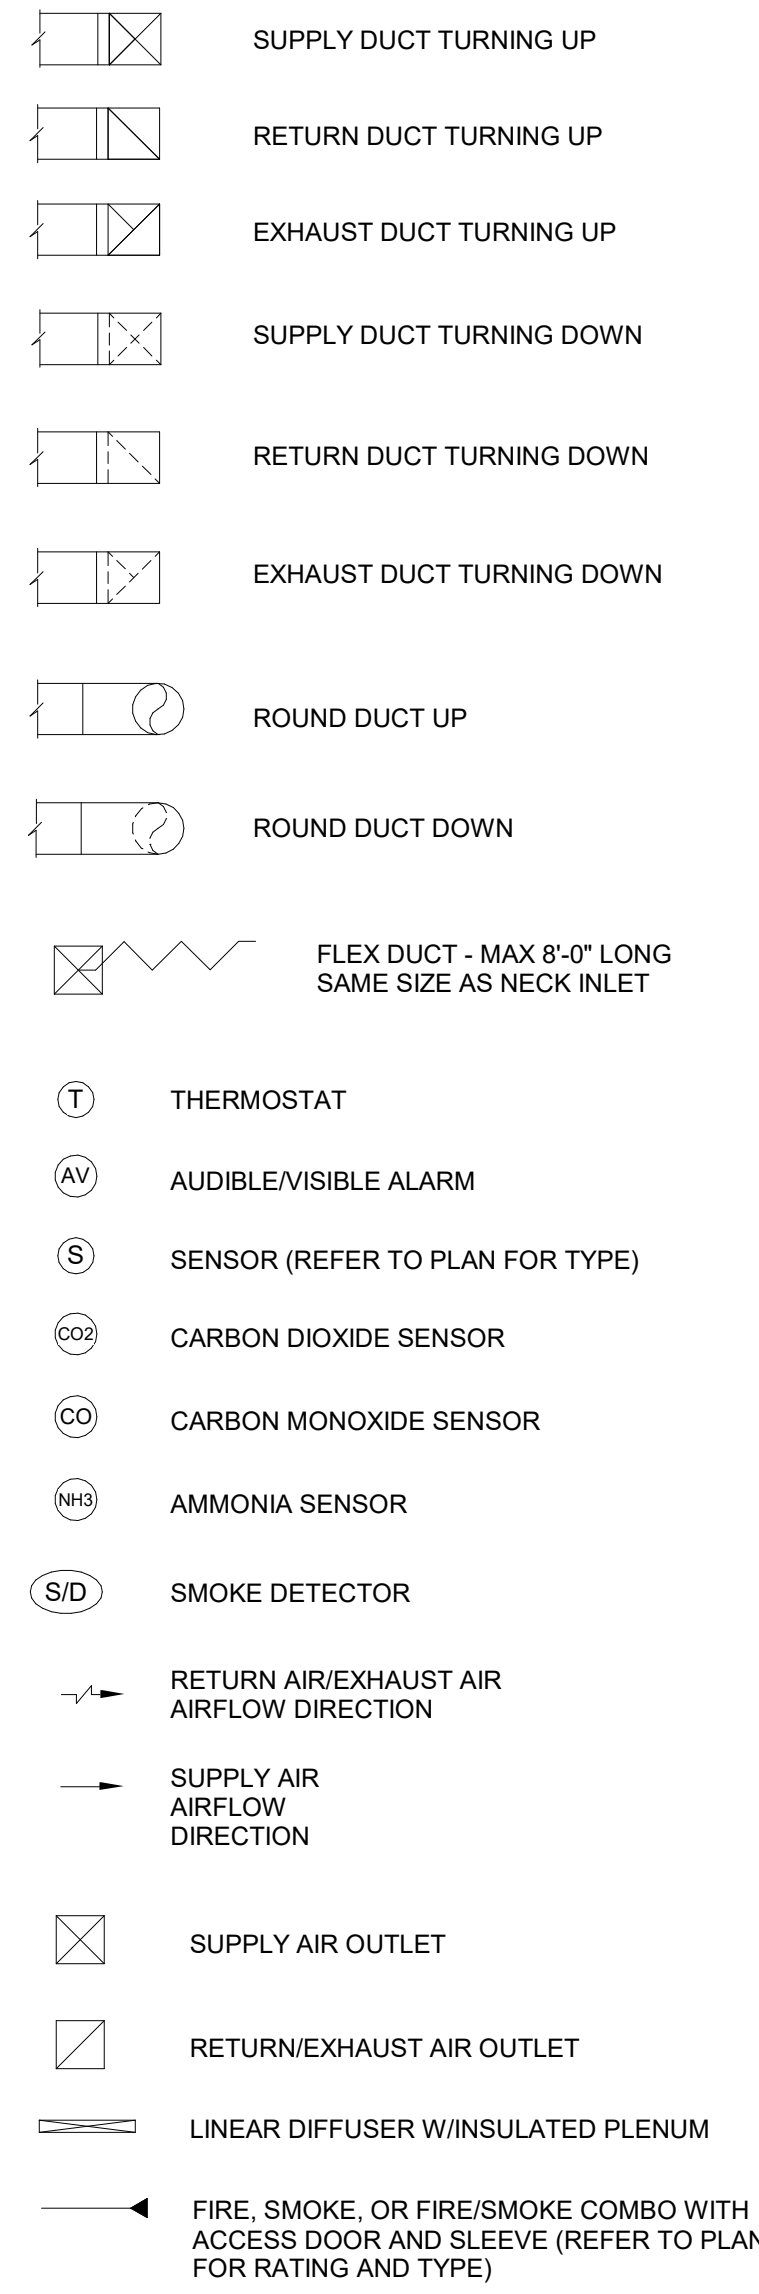 SUPPLY DUCT TURNING UP
RETURN DUCT TURNING UP
EXHAUST DUCT TURNING UP
SUPPLY DUCT TURNING DOWN
RETURN DUCT TURNING DOWN
EXHAUST DUCT TURNING DOWN
ROUND DUCT UP
ROUND DUCT DOWN
FLEX DUCT - MAX 8'-0" LONG
SAME SIZE AS NECK INLET
T THERMOSTAT
AV AUDIBLE/VISIBLE ALARM
S SENSOR (REFER TO PLAN FOR TYPE)
CO2 CARBON DIOXIDE SENSOR
CO CARBON MONOXIDE SENSOR
NH3 AMMONIA SENSOR
S/D SMOKE DETECTOR
RETURN AIR/EXHAUST AIR
AIRFLOW DIRECTION
SUPPLY AIR
AIRFLOW
DIRECTION
SUPPLY AIR OUTLET
RETURN/EXHAUST AIR OUTLET
LINEAR DIFFUSER W/INSULATED PLENUM
FIRE, SMOKE, OR FIRE/SMOKE COMBO WITH
ACCESS DOOR AND SLEEVE (REFER TO PLAN
FOR RATING AND TYPE)